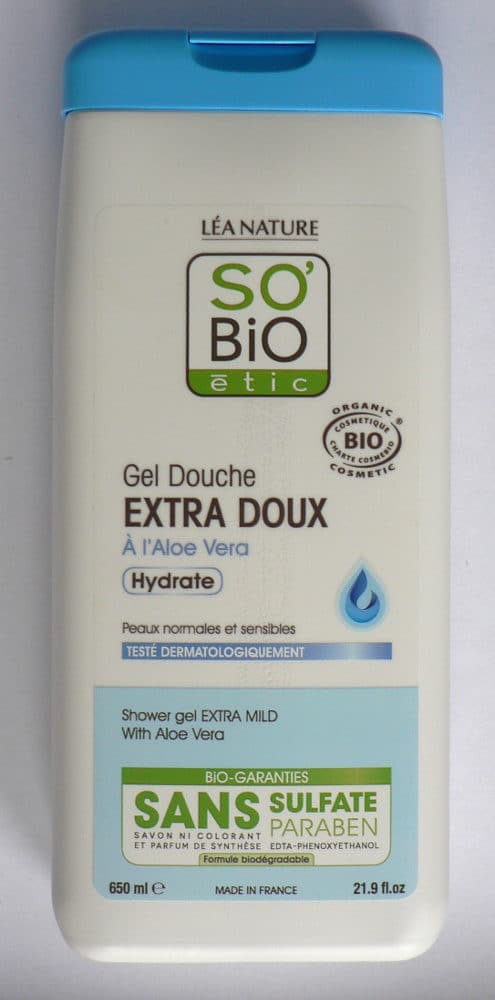 LÉA NATURE
SO'
BiO
ētic
ORGANIC
COSMETIQUE
BIO
CHARTE COSMEBIO
COSMETIC
®
Gel Douche
EXTRA DOUX
À l'Aloe Vera
Hydrate
Peaux normales et sensibles
TESTÉ DERMATOLOGIQUEMENT
Shower gel EXTRA MILD
With Aloe Vera
BiO-GARANTIES
SANS SULFATE
PARABEN
SAVON NI COLORANT
ET PARFUM DE SYNTHÈSE EDTA-PHENOXYETHANOL
Formule biodégradable
650 ml ℮ MADE IN FRANCE 21.9 fl.oz